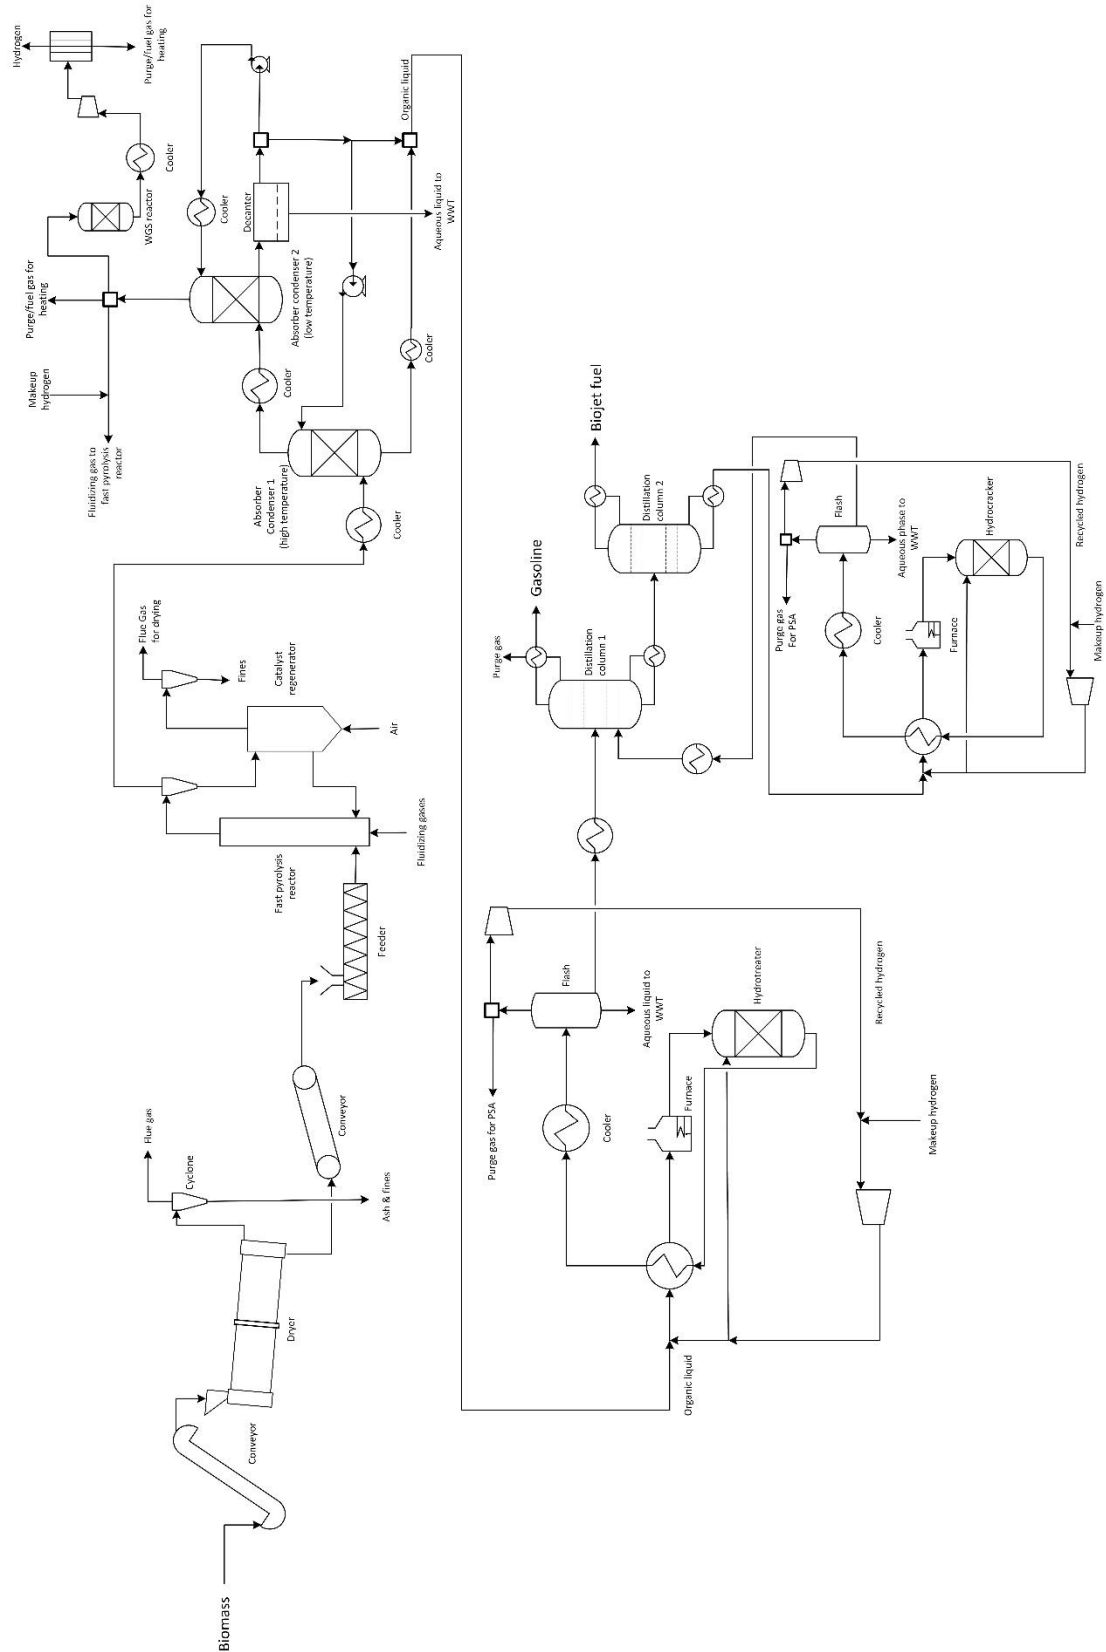 Biomass
Conveyor
Dryer
Flue gas
Cyclone
Ash & fines
Conveyor
Feeder
Fast pyrolysis
reactor
Fluidizing gases
Flue Gas
for drying
Fines
Catalyst
regenerator
Air
Cooler
Absorber
Condenser 1
(high temperature)
Cooler
Cooler
Absorber condenser 2
(low temperature)
Cooler
Decanter
Aqueous liquid to
WWT
Organic liquid
Fluidizing gas to
fast pyrolysis
reactor
Makeup
hydrogen
Purge/fuel gas for
heating
WGS reactor
Cooler
Hydrogen
Purge/fuel gas for
heating
Organic liquid
Cooler
Furnace
Hydrotreater
Flash
Purge gas for PSA
Aqueous liquid to
WWT
Recycled hydrogen
Makeup hydrogen
Purge gas
Gasoline
Distillation
column 1
Biojet fuel
Distillation
column 2
Purge gas
For PSA
Cooler
Flash
Aqueous phase to
WWT
Furnace
Hydrocracker
Recycled hydrogen
Makeup hydrogen